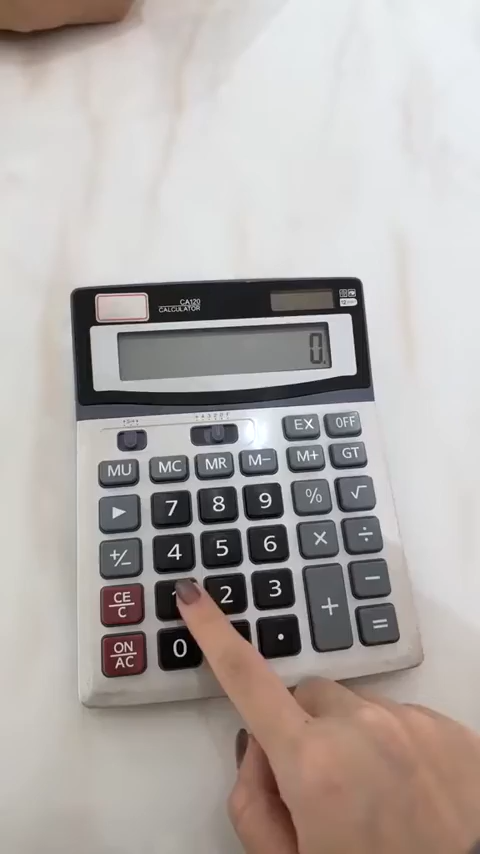 CA120
CALCULATOR
0.
EX OFF
MU MC MR M− M+ GT
▶ 7 8 9 % √
+/− 4 5 6 × ÷
CE/C 1 2 3 + −
ON/AC 0 • =